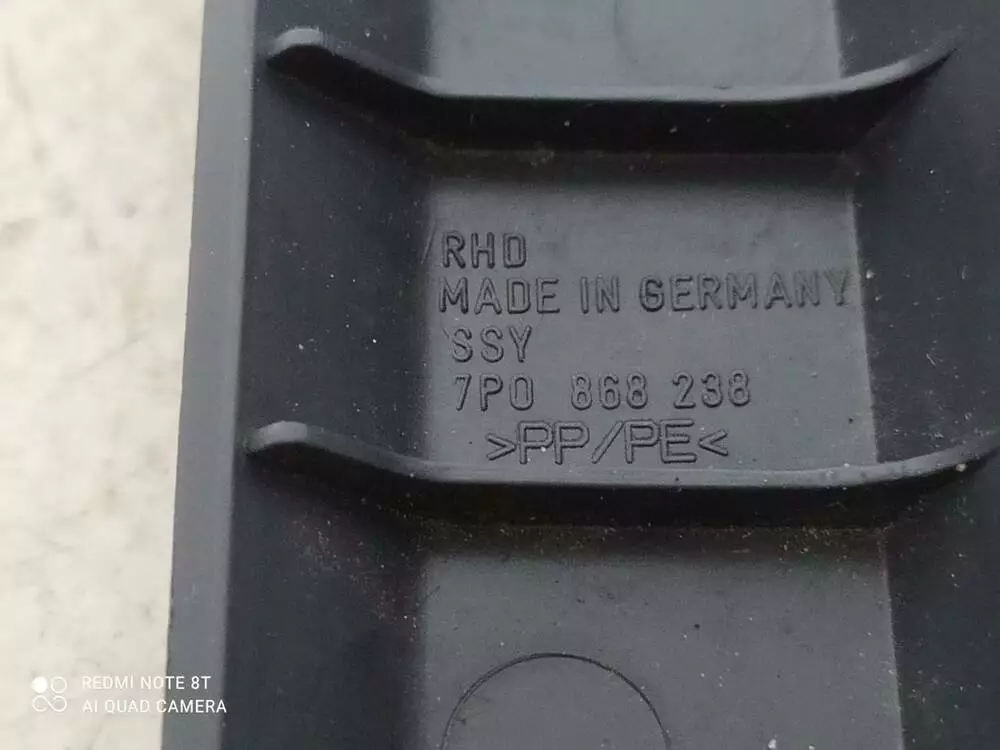 RHD
MADE IN GERMANY
SSY
7P0 868 238
>PP/PE<
REDMI NOTE 8T
AI QUAD CAMERA